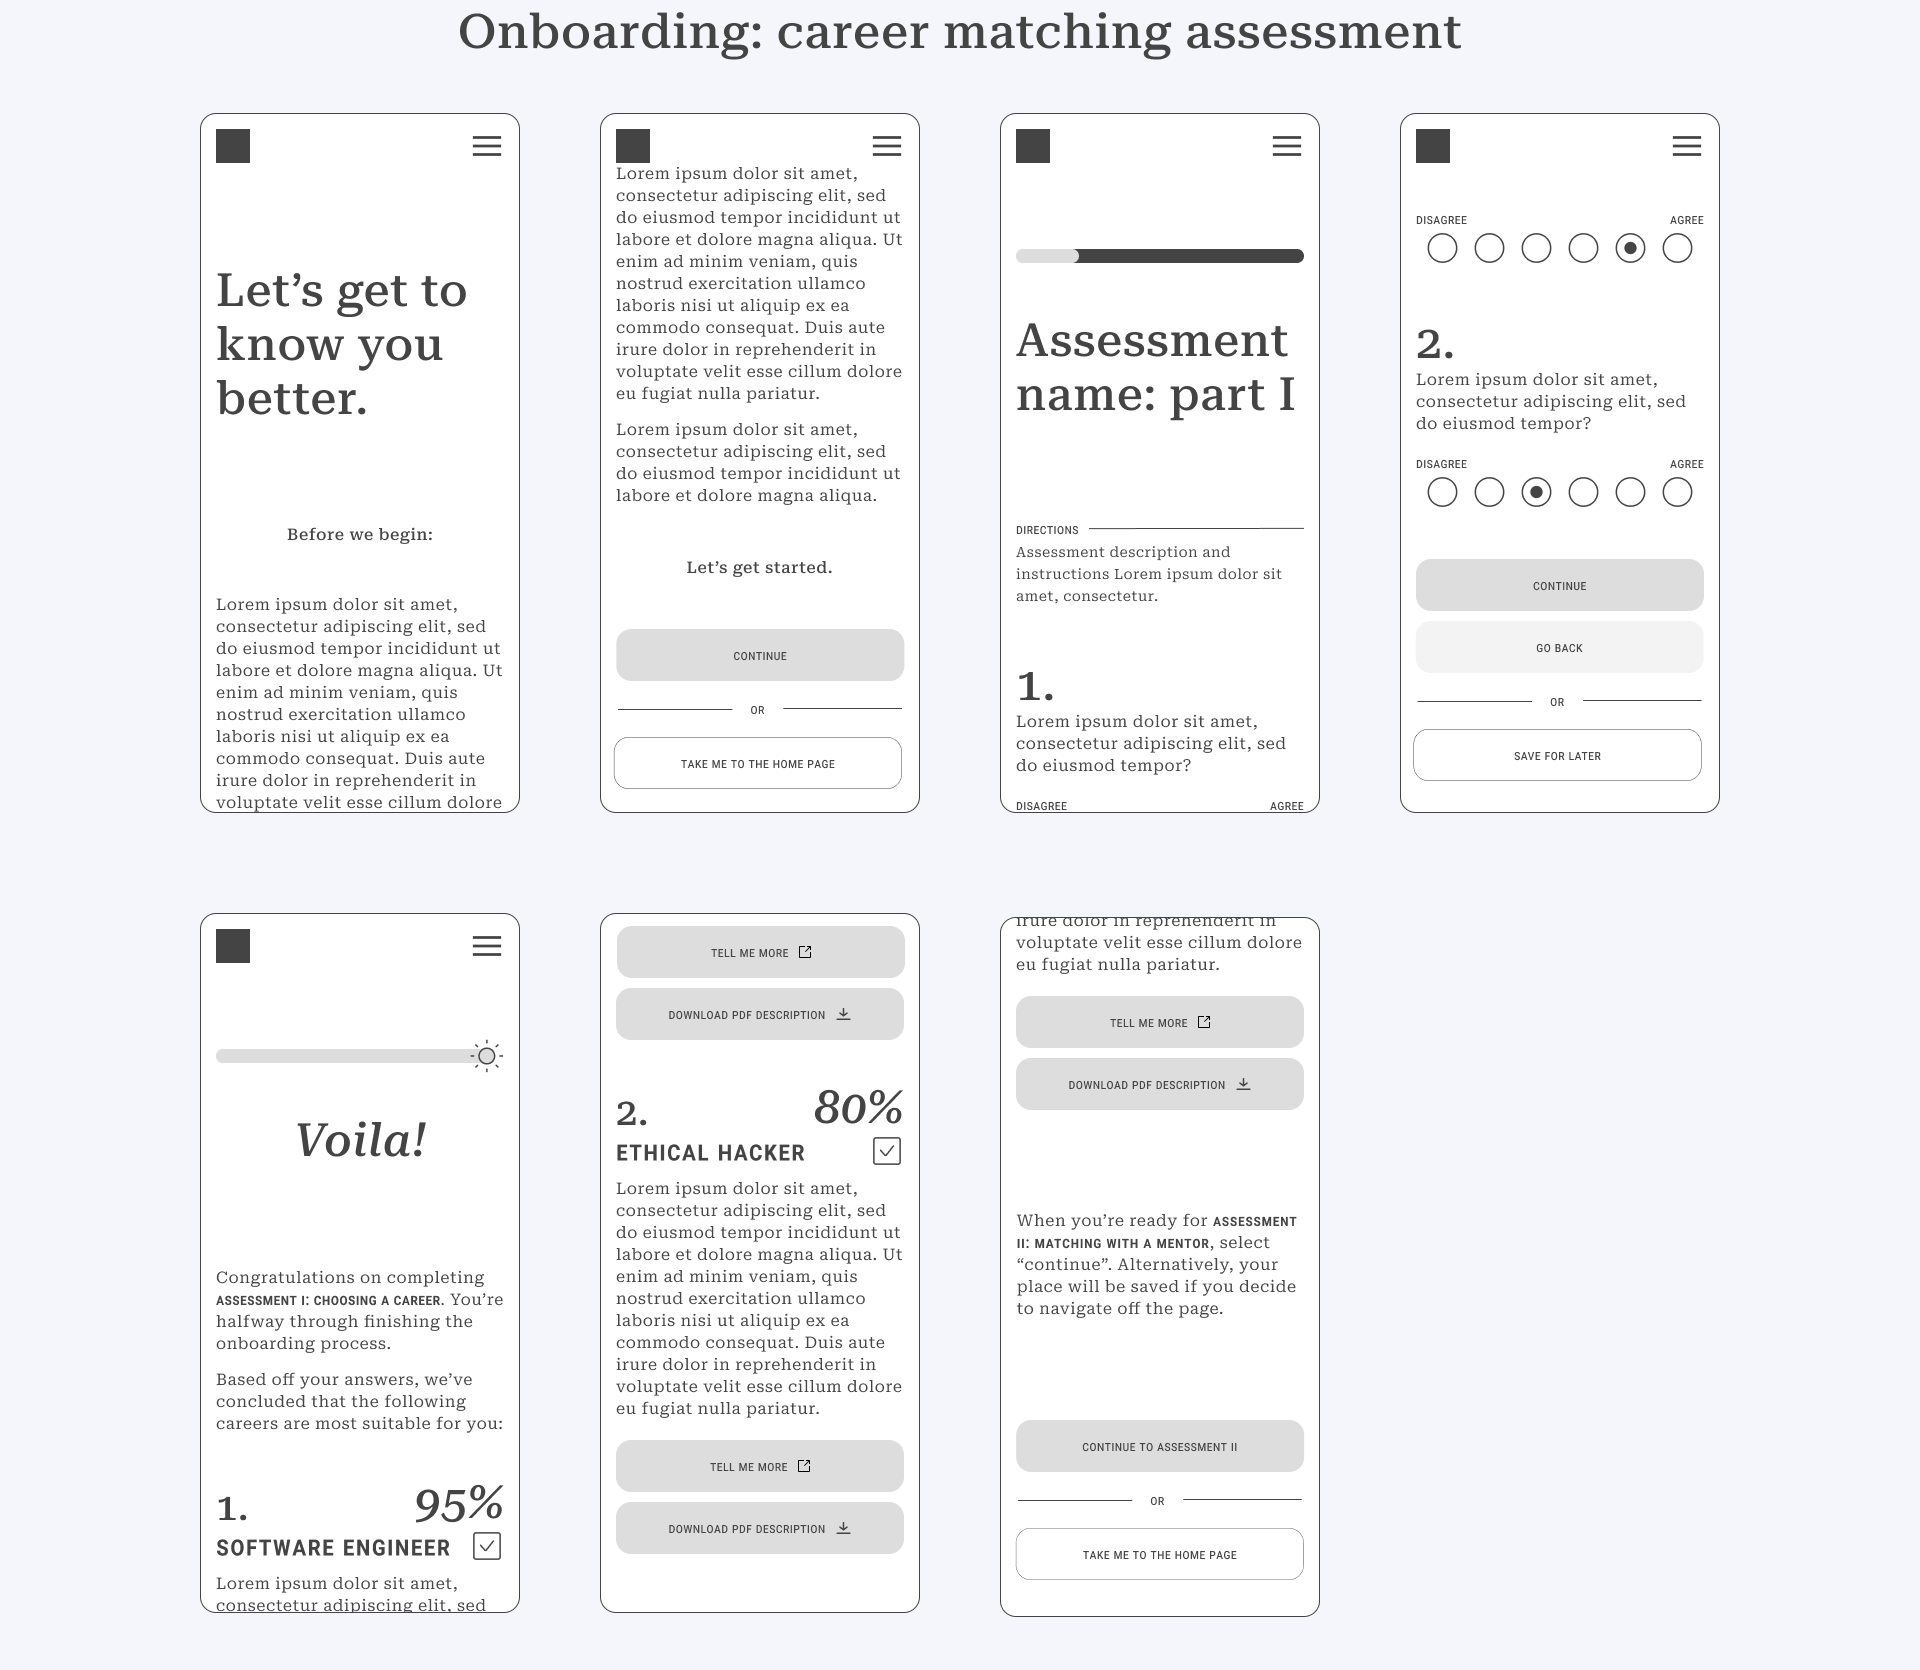 Onboarding: career matching assessment
Let’s get to
know you
better.
Before we begin:
Lorem ipsum dolor sit amet,
consectetur adipiscing elit, sed
do eiusmod tempor incididunt ut
labore et dolore magna aliqua. Ut
enim ad minim veniam, quis
nostrud exercitation ullamco
laboris nisi ut aliquip ex ea
commodo consequat. Duis aute
irure dolor in reprehenderit in
voluptate velit esse cillum dolore
Lorem ipsum dolor sit amet,
consectetur adipiscing elit, sed
do eiusmod tempor incididunt ut
labore et dolore magna aliqua. Ut
enim ad minim veniam, quis
nostrud exercitation ullamco
laboris nisi ut aliquip ex ea
commodo consequat. Duis aute
irure dolor in reprehenderit in
voluptate velit esse cillum dolore
eu fugiat nulla pariatur.
Lorem ipsum dolor sit amet,
consectetur adipiscing elit, sed
do eiusmod tempor incididunt ut
labore et dolore magna aliqua.
Let’s get started.
CONTINUE
OR
TAKE ME TO THE HOME PAGE
Assessment
name: part I
DIRECTIONS
Assessment description and
instructions Lorem ipsum dolor sit
amet, consectetur.
1.
Lorem ipsum dolor sit amet,
consectetur adipiscing elit, sed
do eiusmod tempor?
DISAGREE AGREE
DISAGREE AGREE
2.
Lorem ipsum dolor sit amet,
consectetur adipiscing elit, sed
do eiusmod tempor?
DISAGREE AGREE
CONTINUE
GO BACK
OR
SAVE FOR LATER
Voila!
Congratulations on completing
ASSESSMENT I: CHOOSING A CAREER. You’re
halfway through finishing the
onboarding process.
Based off your answers, we’ve
concluded that the following
careers are most suitable for you:
1. 95%
SOFTWARE ENGINEER
Lorem ipsum dolor sit amet,
consectetur adipiscing elit, sed
TELL ME MORE
DOWNLOAD PDF DESCRIPTION
2. 80%
ETHICAL HACKER
Lorem ipsum dolor sit amet,
consectetur adipiscing elit, sed
do eiusmod tempor incididunt ut
labore et dolore magna aliqua. Ut
enim ad minim veniam, quis
nostrud exercitation ullamco
laboris nisi ut aliquip ex ea
commodo consequat. Duis aute
irure dolor in reprehenderit in
voluptate velit esse cillum dolore
eu fugiat nulla pariatur.
TELL ME MORE
DOWNLOAD PDF DESCRIPTION
irure dolor in reprehenderit in
voluptate velit esse cillum dolore
eu fugiat nulla pariatur.
TELL ME MORE
DOWNLOAD PDF DESCRIPTION
When you’re ready for ASSESSMENT
II: MATCHING WITH A MENTOR, select
“continue”. Alternatively, your
place will be saved if you decide
to navigate off the page.
CONTINUE TO ASSESSMENT II
OR
TAKE ME TO THE HOME PAGE